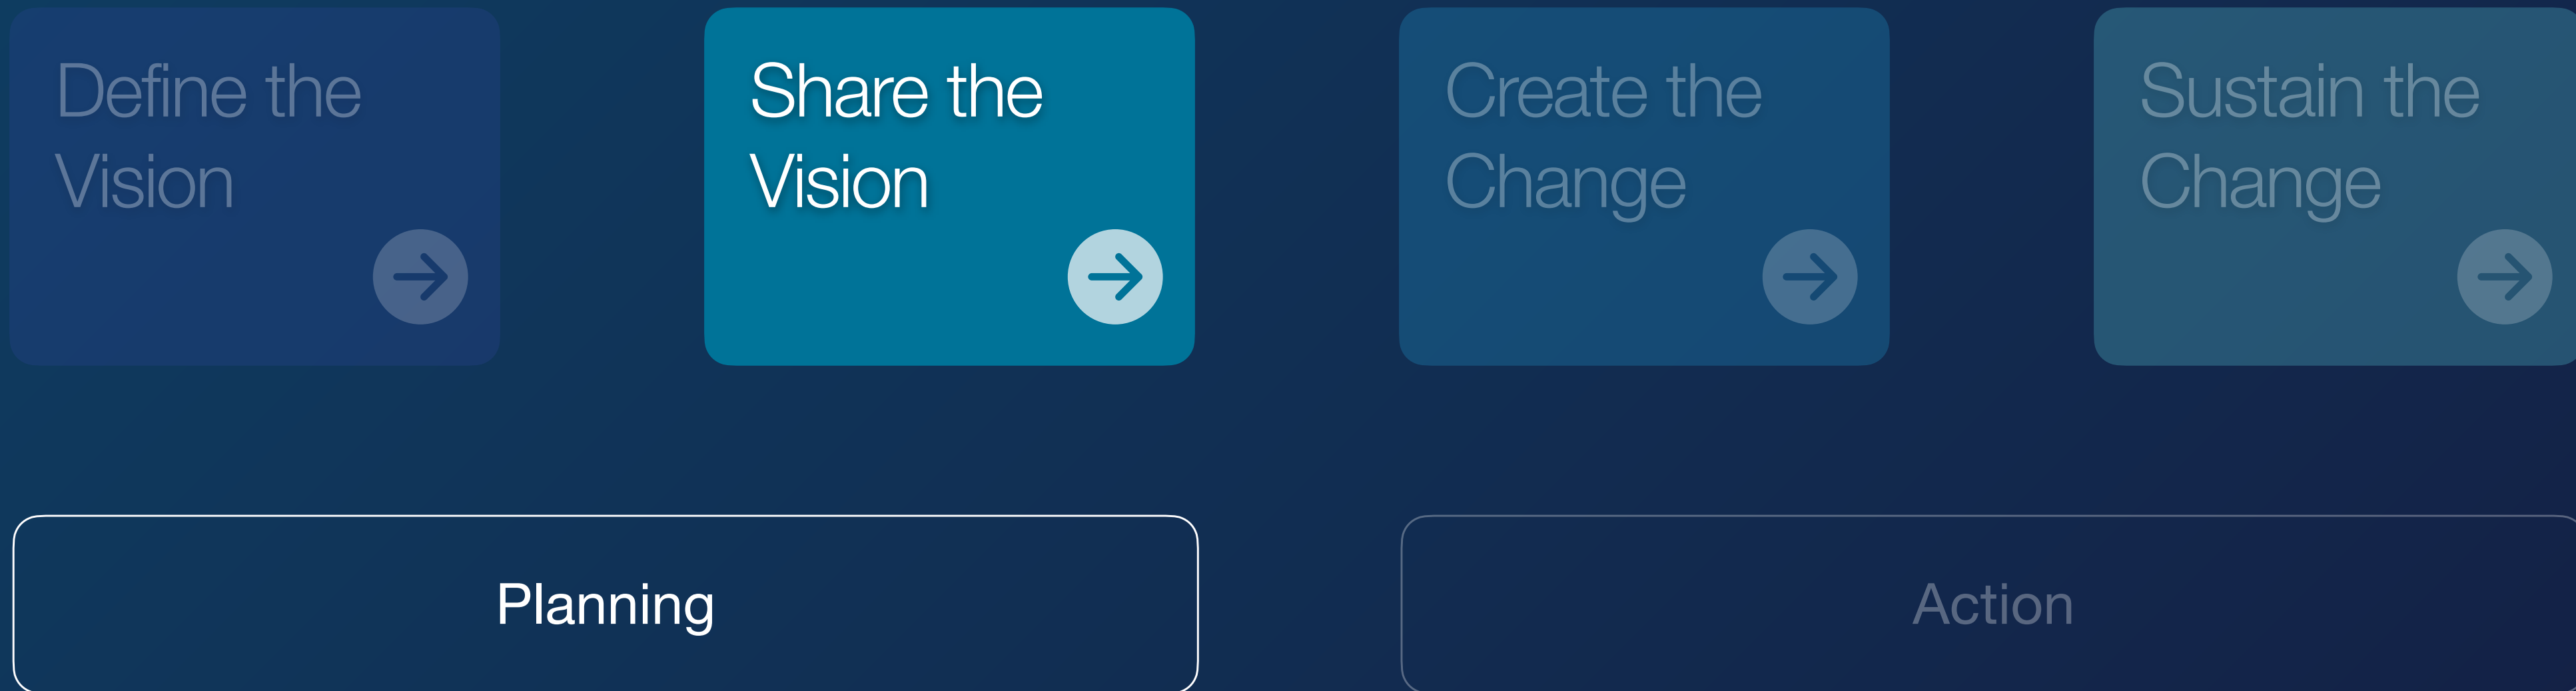 Define the
Vision
Share the
Vision
Create the
Change
Sustain the
Change
Planning
Action